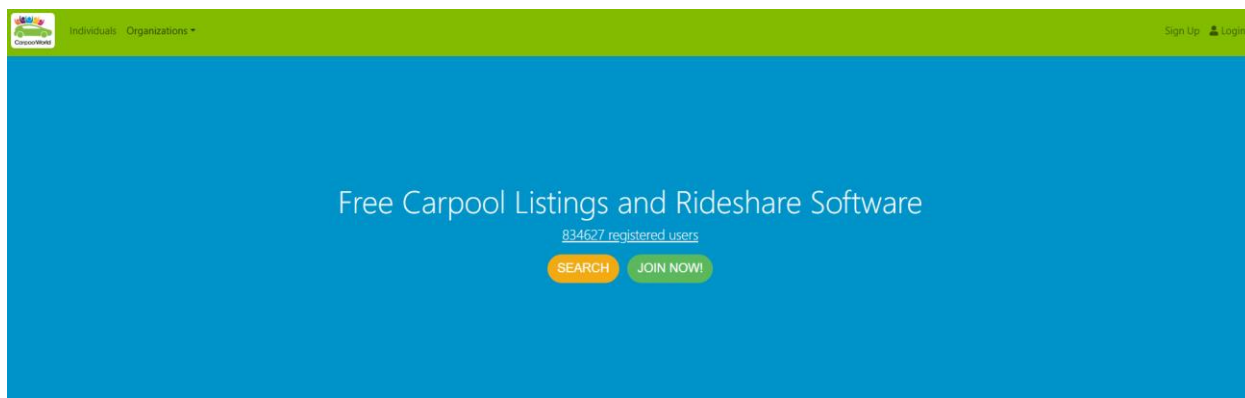 CarpoolWorld
Individuals Organizations
Sign Up Login
Free Carpool Listings and Rideshare Software
834627 registered users
SEARCH JOIN NOW!